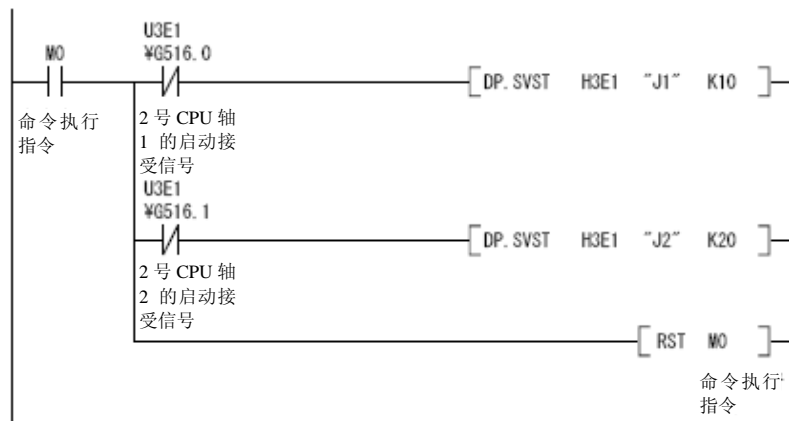 U3E1
M0 ¥G516.0
DP.SVST H3E1 "J1" K10
命令执行
指令
2 号 CPU 轴
1 的启动接
受信号
U3E1
¥G516.1
DP.SVST H3E1 "J2" K20
2 号 CPU 轴
2 的启动接
受信号
RST M0
命令执行
指令